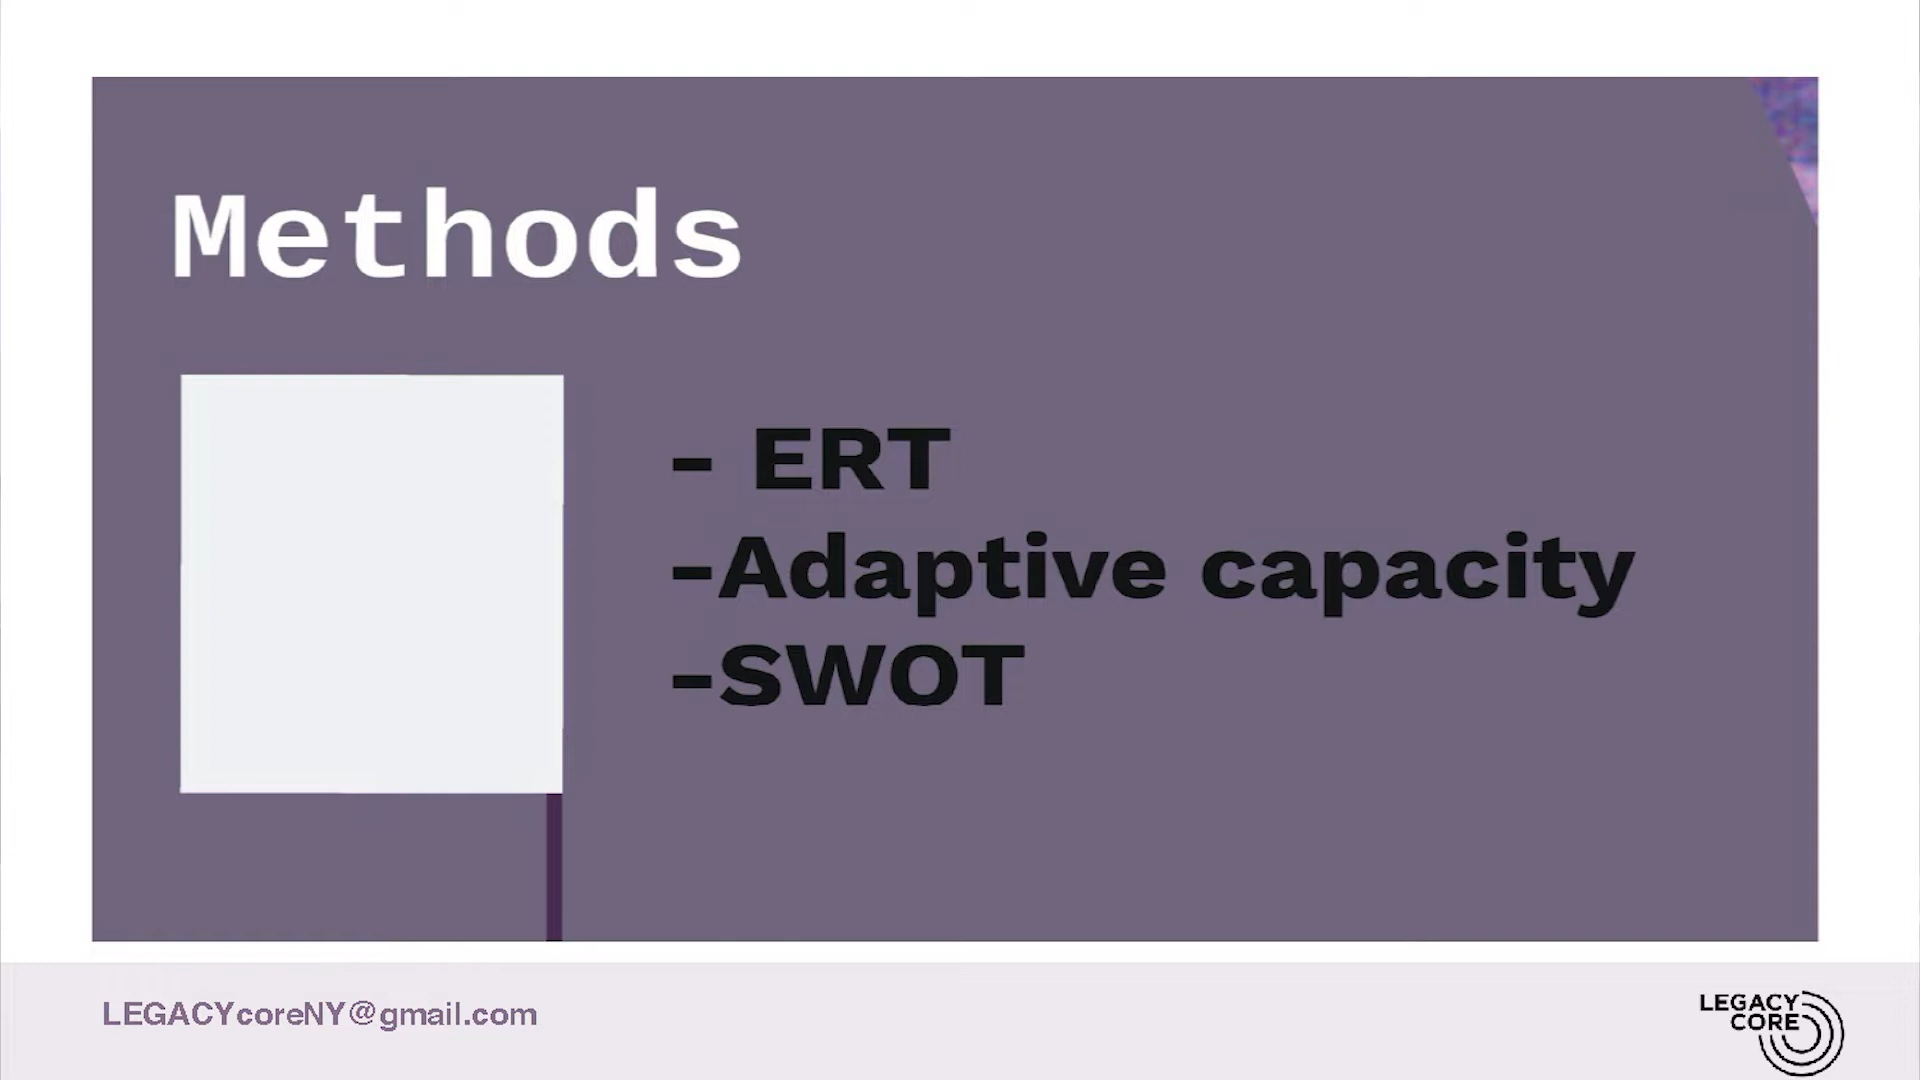 Methods
- ERT
-Adaptive capacity
-SWOT
LEGACYcoreNY@gmail.com
LEGACY
CORE